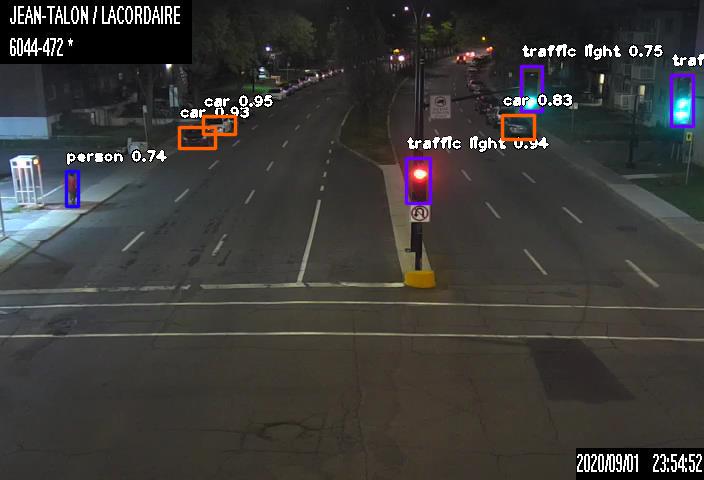 JEAN-TALON / LACORDAIRE
6044-472 *
traffic light 0.75
traf
car 0.95
car 0.93
car 0.83
traffic light 0.94
person 0.74
2020/09/01 23:54:52